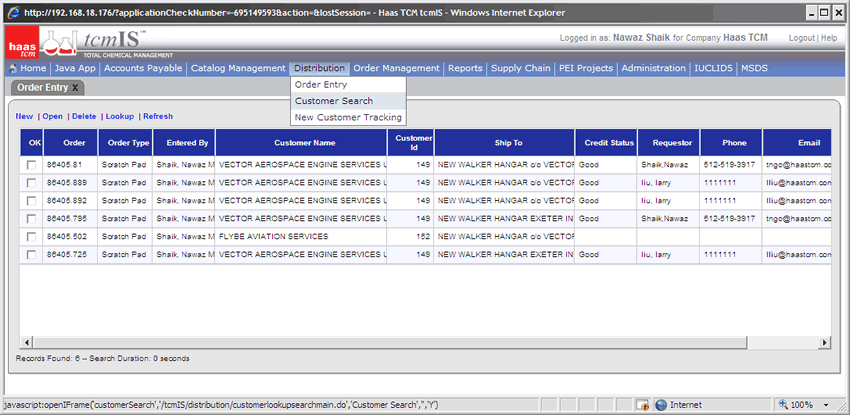 http://192.168.18.176/?applicationCheckNumber=-695149593&action=&lostSession= - Haas TCM tcmIS - Windows Internet Explorer
haas tcm
tcmIS™
TOTAL CHEMICAL MANAGEMENT
Logged in as: Nawaz Shaik for Company Haas TCM Logout | Help
Home Java App Accounts Payable Catalog Management Distribution Order Management Reports Supply Chain PEI Projects Administration IUCLID5 MSDS
Order Entry
Customer Search
New Customer Tracking
Order Entry X
New | Open | Delete | Lookup | Refresh
OK Order Order Type Entered By Customer Name Customer Id Ship To Credit Status Requestor Phone Email
86405.81 Scratch Pad Shaik, Nawaz M VECTOR AEROSPACE ENGINE SERVICES U 149 NEW WALKER HANGAR c/o VECTOR Good Shaik,Nawaz 512-519-3917 tngo@haastcm.co
86405.889 Scratch Pad Shaik, Nawaz M VECTOR AEROSPACE ENGINE SERVICES U 149 NEW WALKER HANGAR c/o VECTOR Good liu, larry 1111111 lliu@haastcm.com
86405.892 Scratch Pad Shaik, Nawaz M VECTOR AEROSPACE ENGINE SERVICES U 149 NEW WALKER HANGAR c/o VECTOR Good liu, larry 1111111 lliu@haastcm.com
86405.795 Scratch Pad Shaik, Nawaz M VECTOR AEROSPACE ENGINE SERVICES U 149 NEW WALKER HANGAR EXETER IN Good Shaik,Nawaz 512-519-3917 tngo@haastcm.co
86405.502 Scratch Pad Shaik, Nawaz M FLYBE AVIATION SERVICES 152 NEW WALKER HANGAR c/o VECTOR
86405.725 Scratch Pad Shaik, Nawaz M VECTOR AEROSPACE ENGINE SERVICES U 149 NEW WALKER HANGAR EXETER IN Good liu, larry 1111111 lliu@haastcm.com
Records Found: 6 -- Search Duration: 0 seconds
javascript:openIFrame('customerSearch','/tcmIS/distribution/customerlookupsearchmain.do','Customer Search','','Y') Internet 100%